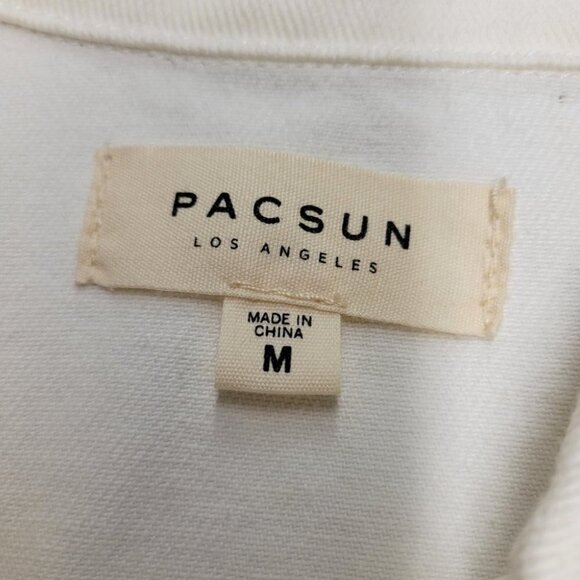 PACSUN
LOS ANGELES
MADE IN
CHINA
M